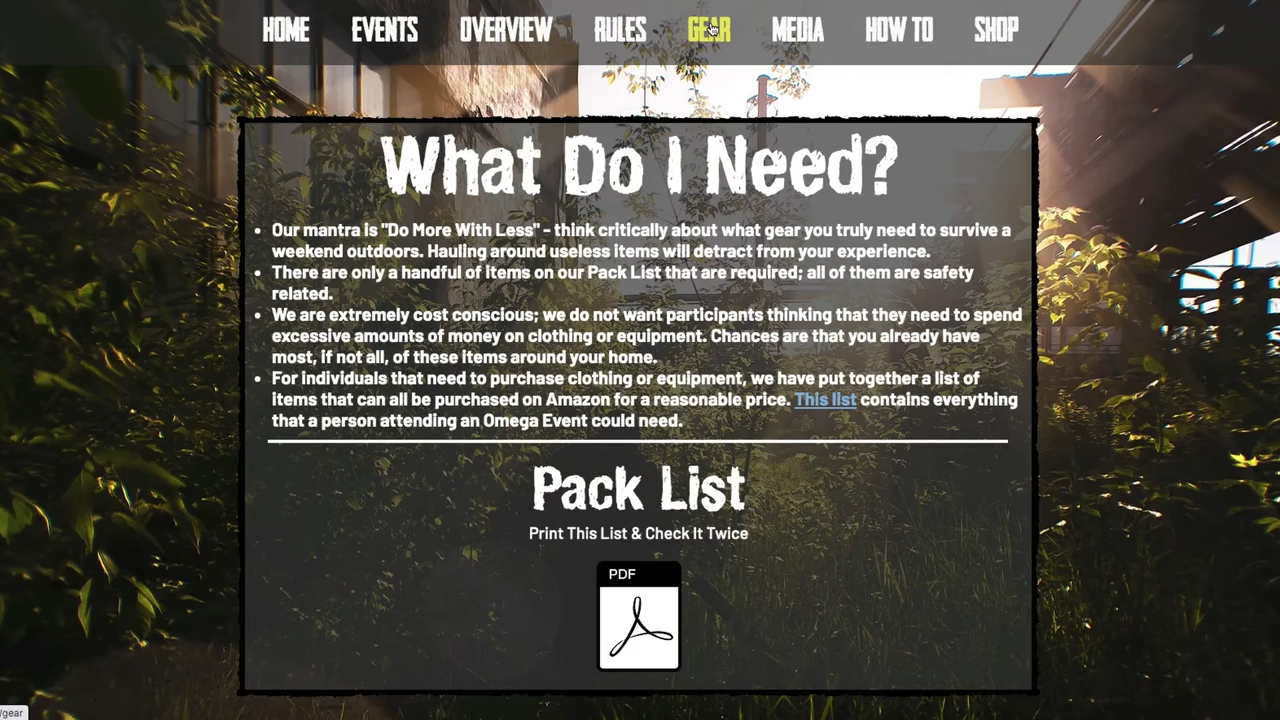 HOME EVENTS OVERVIEW RULES GEAR MEDIA HOW TO SHOP
What Do I Need?
• Our mantra is "Do More With Less" - think critically about what gear you truly need to survive a
weekend outdoors. Hauling around useless items will detract from your experience.
• There are only a handful of items on our Pack List that are required; all of them are safety
related.
• We are extremely cost conscious; we do not want participants thinking that they need to spend
excessive amounts of money on clothing or equipment. Chances are that you already have
most, if not all, of these items around your home.
• For individuals that need to purchase clothing or equipment, we have put together a list of
items that can all be purchased on Amazon for a reasonable price. This list contains everything
that a person attending an Omega Event could need.
Pack List
Print This List & Check It Twice
PDF
/gear